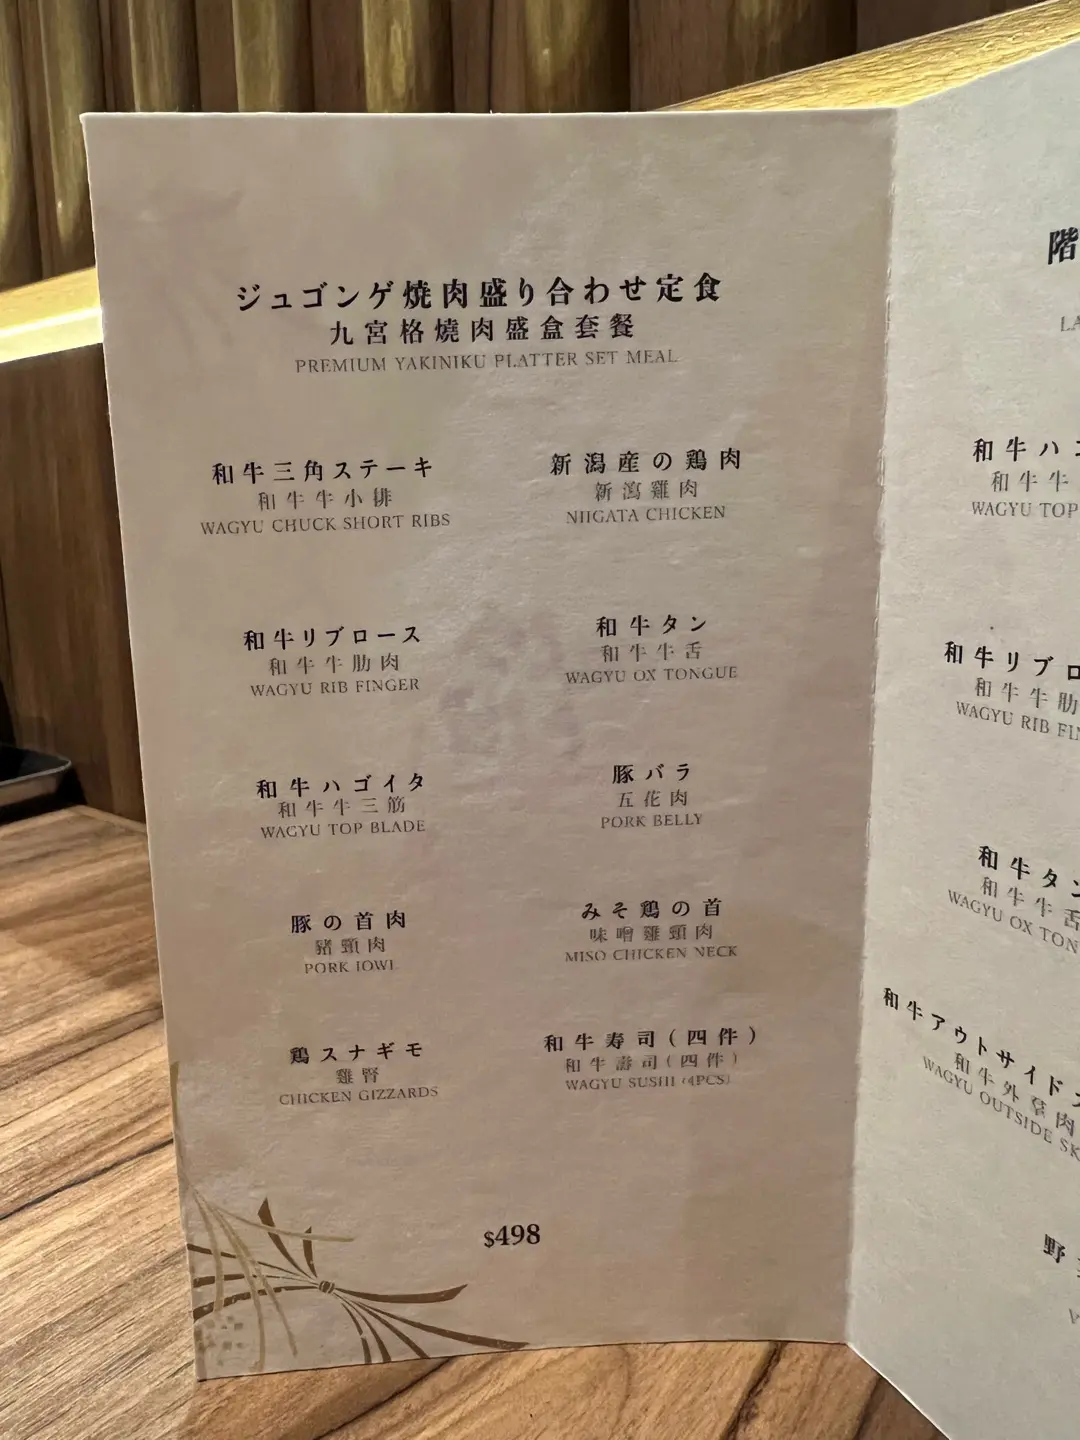 ジュゴンゲ焼肉盛り合わせ定食
九宮格燒肉盛盒套餐
PREMIUM YAKINIKU PLATTER SET MEAL
和牛三角ステーキ
和牛牛小排
WAGYU CHUCK SHORT RIBS
新潟産の鶏肉
新瀉雞肉
NIIGATA CHICKEN
和牛リブロース
和牛牛肋肉
WAGYU RIB FINGER
和牛タン
和牛牛舌
WAGYU OX TONGUE
和牛ハゴイタ
和牛牛三筋
WAGYU TOP BLADE
豚バラ
五花肉
PORK BELLY
豚の首肉
豬頸肉
PORK JOWL
みそ鶏の首
味噌雞頸肉
MISO CHICKEN NECK
鶏スナギモ
雞腎
CHICKEN GIZZARDS
和牛寿司(四件)
和牛壽司(四件)
WAGYU SUSHI (4PCS)
$498
階
LA
和牛ハゴ
和牛牛
WAGYU TOP
和牛リブロ
和牛牛肋
WAGYU RIB FIN
和牛タン
和牛牛舌
WAGYU OX TON
和牛アウトサイド
和牛外裙肉
WAGYU OUTSIDE SK
野
V